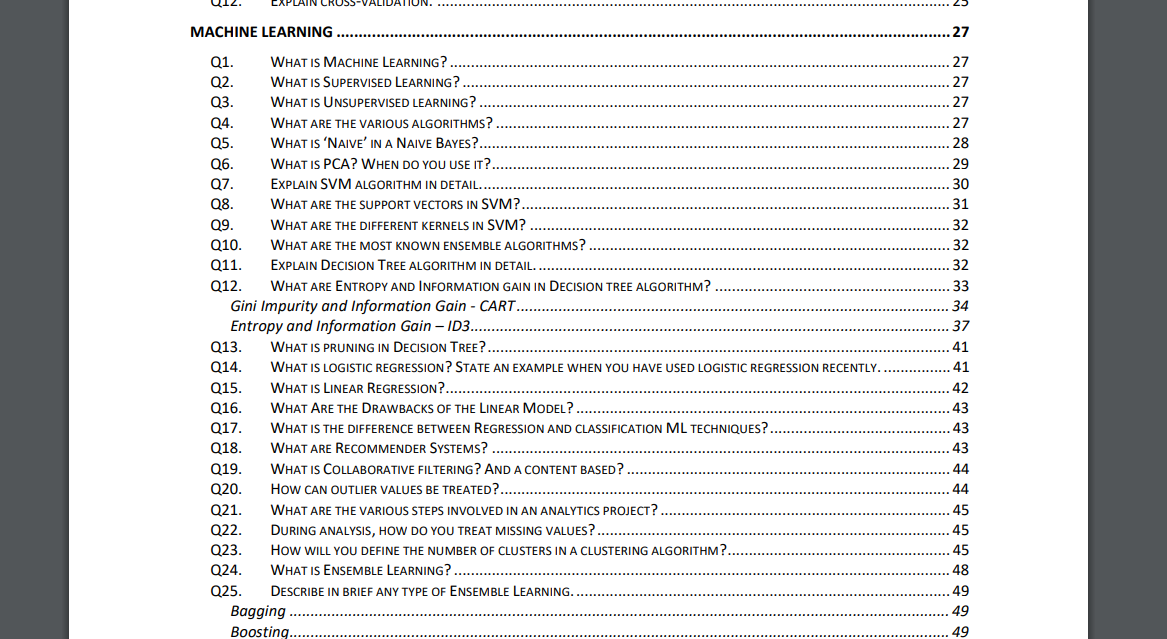 Q12. EXPLAIN CROSS-VALIDATION. ........................................ 25
MACHINE LEARNING ........................................ 27
Q1. WHAT IS MACHINE LEARNING? ........................................ 27
Q2. WHAT IS SUPERVISED LEARNING? ........................................ 27
Q3. WHAT IS UNSUPERVISED LEARNING? ........................................ 27
Q4. WHAT ARE THE VARIOUS ALGORITHMS? ........................................ 27
Q5. WHAT IS ‘NAIVE’ IN A NAIVE BAYES? ........................................ 28
Q6. WHAT IS PCA? WHEN DO YOU USE IT? ........................................ 29
Q7. EXPLAIN SVM ALGORITHM IN DETAIL. ........................................ 30
Q8. WHAT ARE THE SUPPORT VECTORS IN SVM? ........................................ 31
Q9. WHAT ARE THE DIFFERENT KERNELS IN SVM? ........................................ 32
Q10. WHAT ARE THE MOST KNOWN ENSEMBLE ALGORITHMS? ........................................ 32
Q11. EXPLAIN DECISION TREE ALGORITHM IN DETAIL. ........................................ 32
Q12. WHAT ARE ENTROPY AND INFORMATION GAIN IN DECISION TREE ALGORITHM? ........................................ 33
Gini Impurity and Information Gain - CART ........................................ 34
Entropy and Information Gain – ID3 ........................................ 37
Q13. WHAT IS PRUNING IN DECISION TREE? ........................................ 41
Q14. WHAT IS LOGISTIC REGRESSION? STATE AN EXAMPLE WHEN YOU HAVE USED LOGISTIC REGRESSION RECENTLY. ................ 41
Q15. WHAT IS LINEAR REGRESSION? ........................................ 42
Q16. WHAT ARE THE DRAWBACKS OF THE LINEAR MODEL? ........................................ 43
Q17. WHAT IS THE DIFFERENCE BETWEEN REGRESSION AND CLASSIFICATION ML TECHNIQUES? ........................................ 43
Q18. WHAT ARE RECOMMENDER SYSTEMS? ........................................ 43
Q19. WHAT IS COLLABORATIVE FILTERING? AND A CONTENT BASED? ........................................ 44
Q20. HOW CAN OUTLIER VALUES BE TREATED? ........................................ 44
Q21. WHAT ARE THE VARIOUS STEPS INVOLVED IN AN ANALYTICS PROJECT? ........................................ 45
Q22. DURING ANALYSIS, HOW DO YOU TREAT MISSING VALUES? ........................................ 45
Q23. HOW WILL YOU DEFINE THE NUMBER OF CLUSTERS IN A CLUSTERING ALGORITHM? ........................................ 45
Q24. WHAT IS ENSEMBLE LEARNING? ........................................ 48
Q25. DESCRIBE IN BRIEF ANY TYPE OF ENSEMBLE LEARNING. ........................................ 49
Bagging ........................................ 49
Boosting ........................................ 49